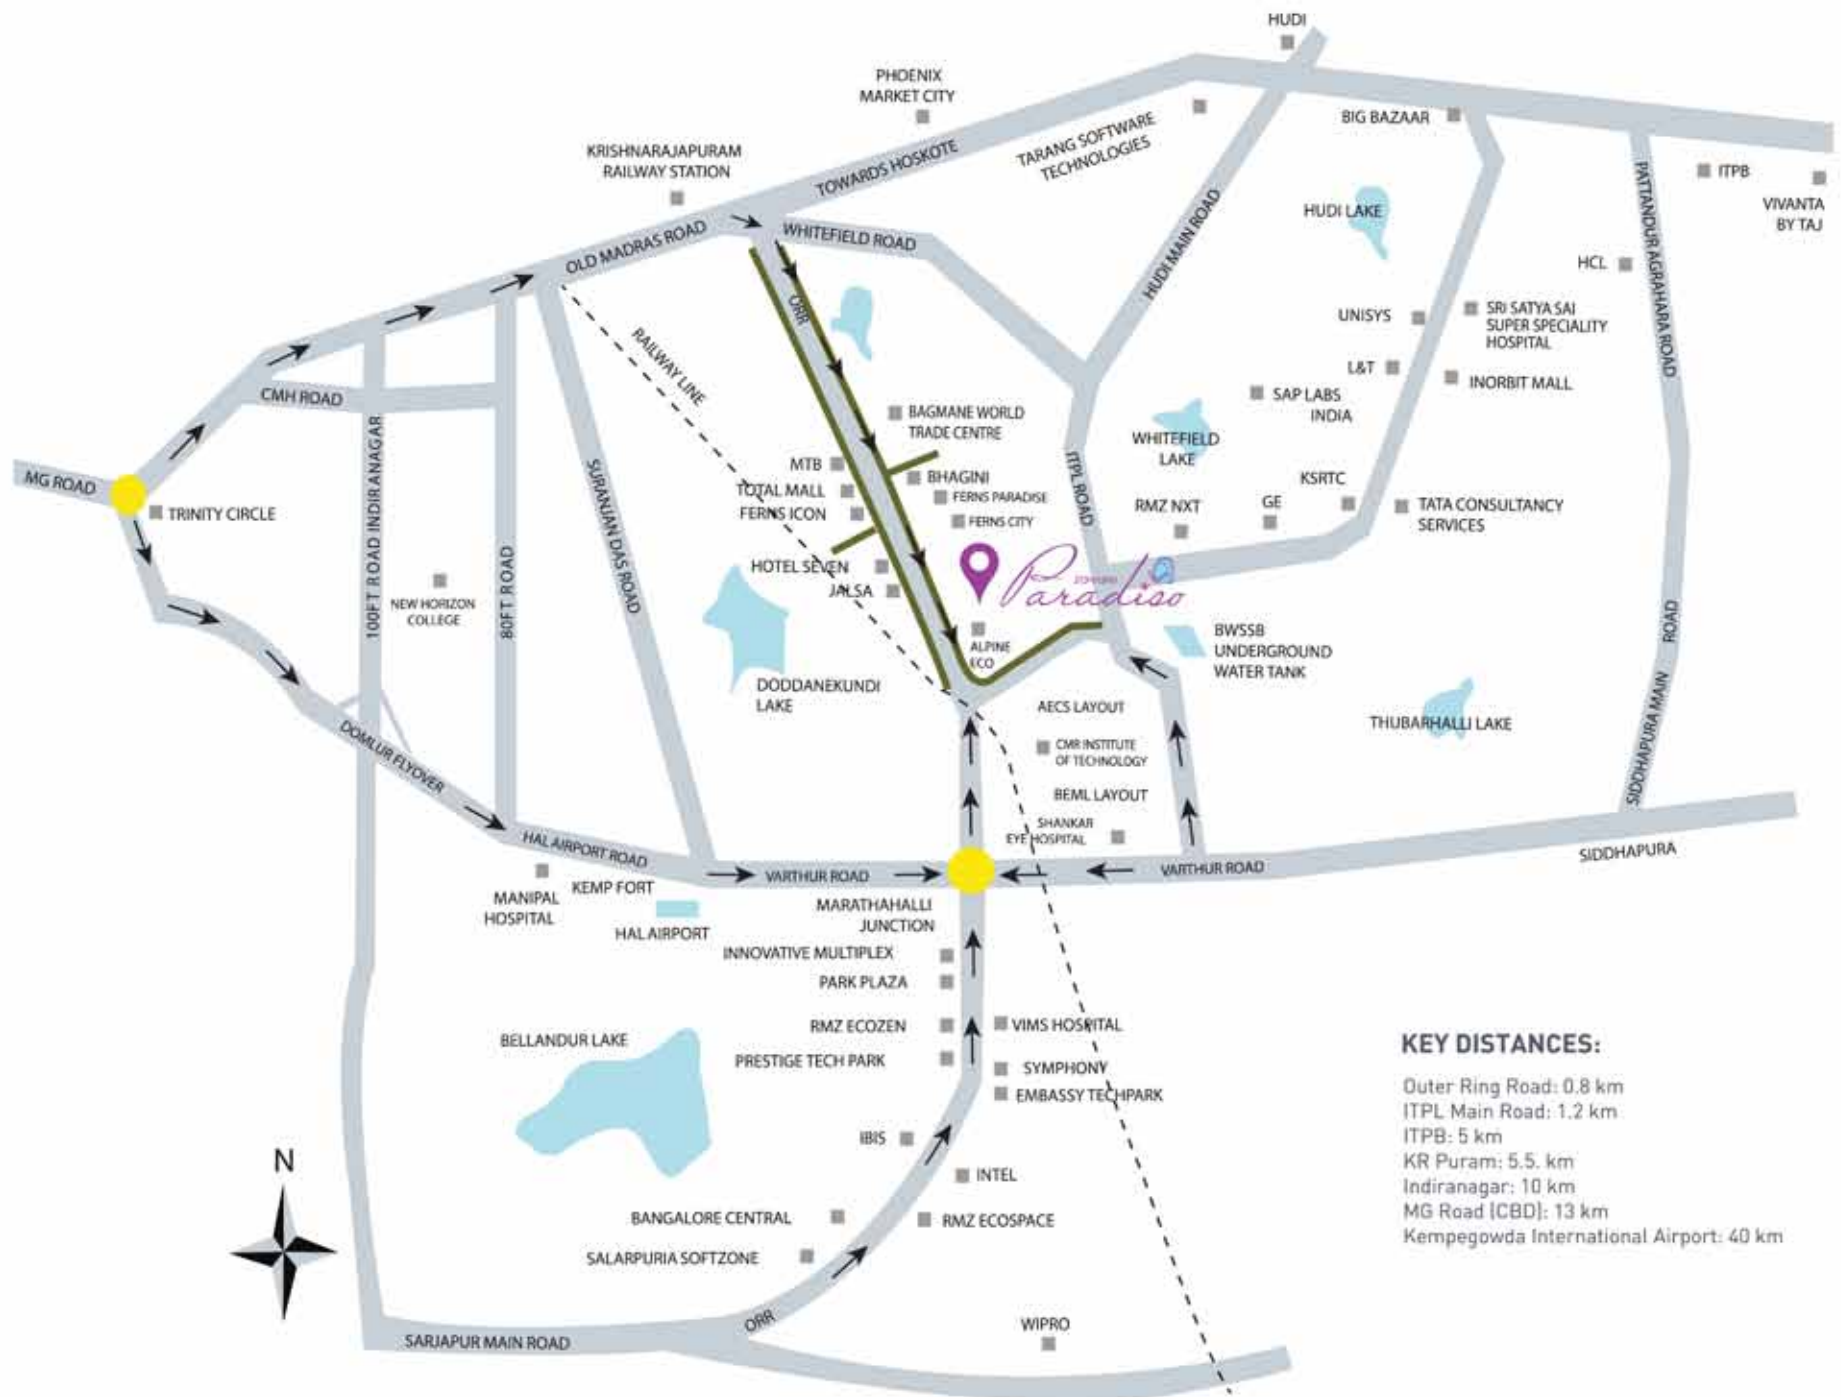 HUDI
PHOENIX
MARKET CITY
BIG BAZAAR
TARANG SOFTWARE
TECHNOLOGIES
KRISHNARAJAPURAM
RAILWAY STATION
TOWARDS HOSKOTE
ITPB
VIVANTA
BY TAJ
PATTANDUR AGRAHARA ROAD
HUDI LAKE
HUDI MAIN ROAD
OLD MADRAS ROAD
WHITEFIELD ROAD
HCL
ORR
UNISYS
SRI SATYA SAI
SUPER SPECIALITY
HOSPITAL
RAILWAY LINE
L&T
INORBIT MALL
CMH ROAD
SAP LABS
INDIA
BAGMANE WORLD
TRADE CENTRE
WHITEFIELD
LAKE
MG ROAD
TRINITY CIRCLE
100FT ROAD INDIRANAGAR
SURANJAN DAS ROAD
MTB
BHAGINI
TOTAL MALL
FERNS PARADISE
FERNS ICON
FERNS CITY
ITPL ROAD
KSRTC
RMZ NXT
GE
TATA CONSULTANCY
SERVICES
80FT ROAD
HOTEL SEVEN
JALSA
Paradiso
NEW HORIZON
COLLEGE
ALPINE
ECO
BWSSB
UNDERGROUND
WATER TANK
DODDANEKUNDI
LAKE
AECS LAYOUT
THUBARHALLI LAKE
SIDDHAPURA MAIN ROAD
DOMLUR FLYOVER
CMR INSTITUTE
OF TECHNOLOGY
BEML LAYOUT
SHANKAR
EYE HOSPITAL
HAL AIRPORT ROAD
VARTHUR ROAD
VARTHUR ROAD
SIDDHAPURA
MANIPAL
HOSPITAL
KEMP FORT
HAL AIRPORT
MARATHAHALLI
JUNCTION
INNOVATIVE MULTIPLEX
PARK PLAZA
RMZ ECOZEN
VIMS HOSPITAL
BELLANDUR LAKE
PRESTIGE TECH PARK
SYMPHONY
EMBASSY TECHPARK
IBIS
INTEL
BANGALORE CENTRAL
RMZ ECOSPACE
SALARPURIA SOFTZONE
N
ORR
SARJAPUR MAIN ROAD
WIPRO
KEY DISTANCES:
Outer Ring Road: 0.8 km
ITPL Main Road: 1.2 km
ITPB: 5 km
KR Puram: 5.5. km
Indiranagar: 10 km
MG Road (CBD): 13 km
Kempegowda International Airport: 40 km